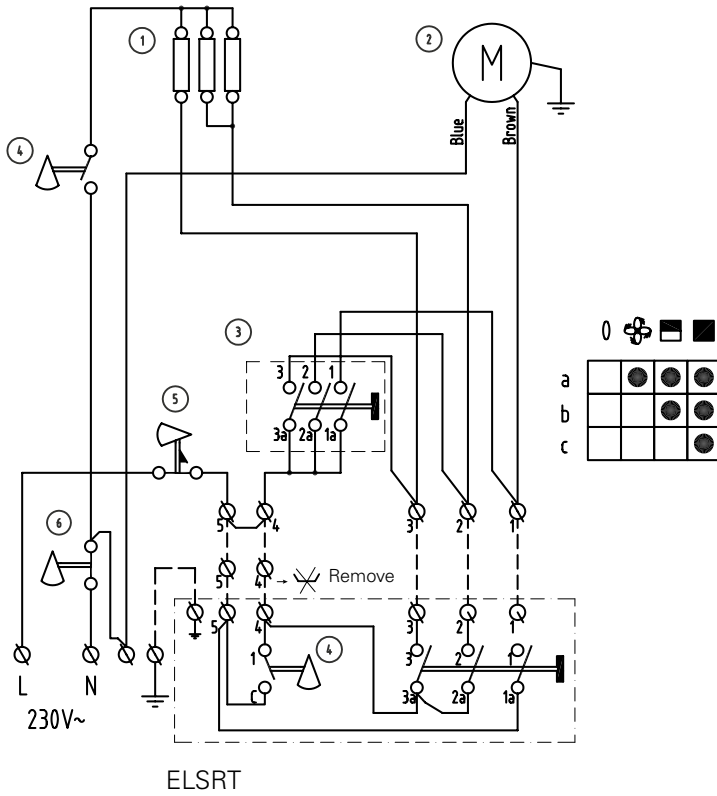 1
2
M
4
Blue
Brown
3
3 2 1
3a 2a 1a
a
b
c
5
5 4 3 2 1
6
5 4 Remove
5 4 3 2 1
1 4 3 2 1
C 3a 2a 1a
L N
230V~
ELSRT